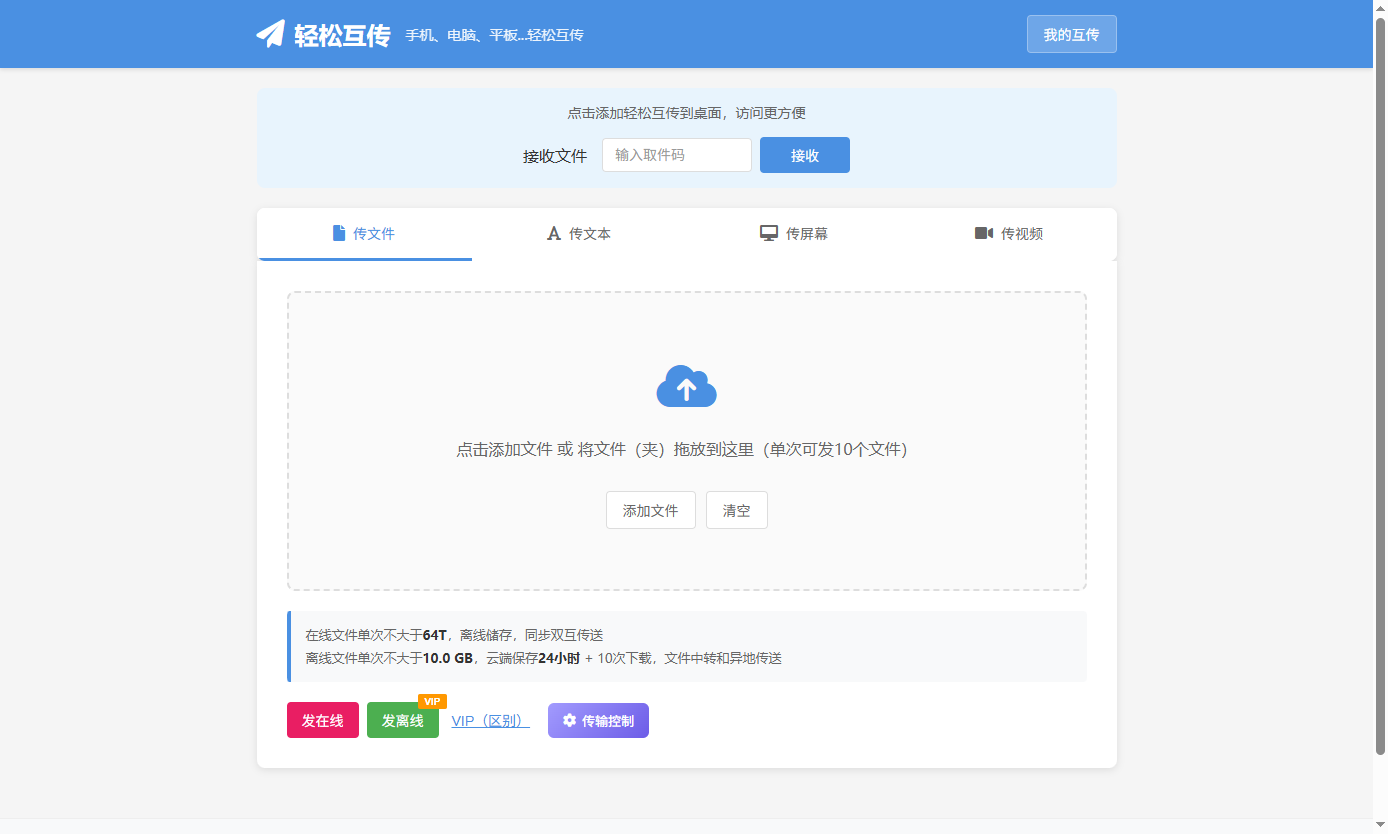 轻松互传 手机、电脑、平板...轻松互传 我的互传
点击添加轻松互传到桌面，访问更方便
接收文件 输入取件码 接收
传文件 传文本 传屏幕 传视频
点击添加文件 或 将文件（夹）拖放到这里（单次可发10个文件）
添加文件 清空
在线文件单次不大于64T，离线储存，同步双互传送
离线文件单次不大于10.0 GB，云端保存24小时 + 10次下载，文件中转和异地传送
发在线 发离线 VIP VIP（区别） 传输控制